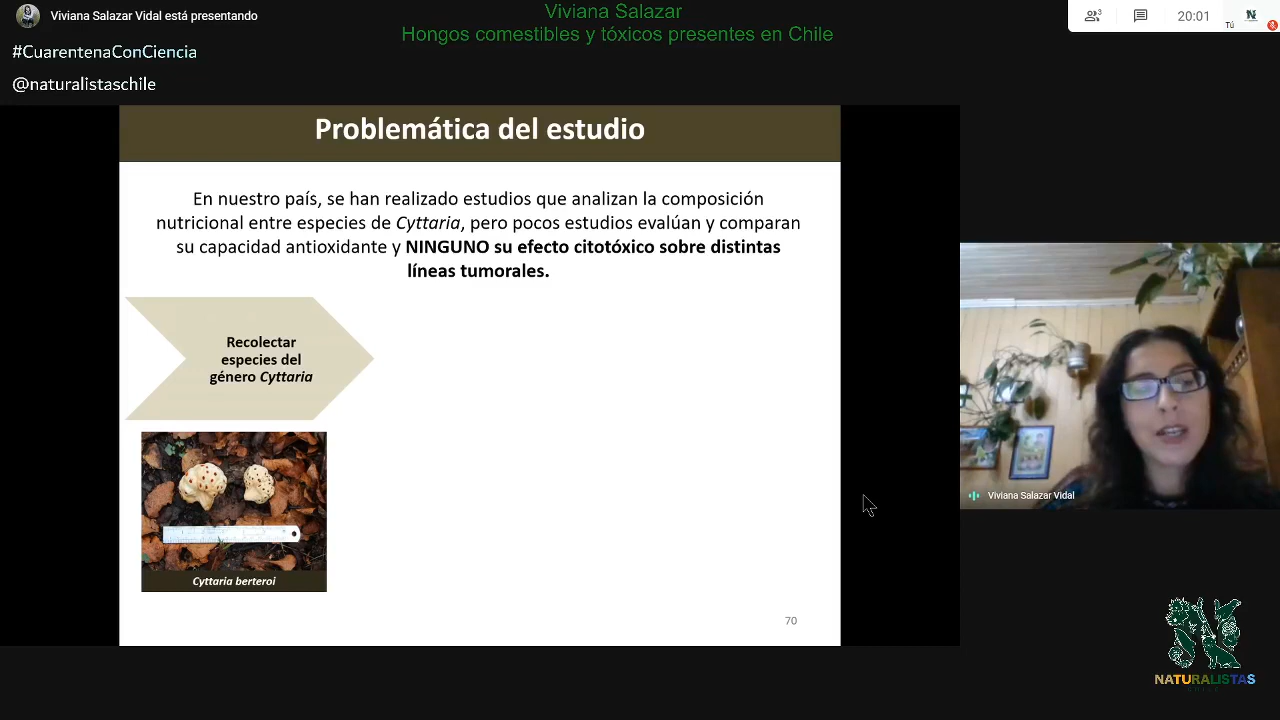 Viviana Salazar Vidal está presentando
Viviana Salazar
Hongos comestibles y tóxicos presentes en Chile
3
20:01
Tú
#CuarentenaConCiencia
@naturalistaschile
Problemática del estudio
En nuestro país, se han realizado estudios que analizan la composición
nutricional entre especies de Cyttaria, pero pocos estudios evalúan y comparan
su capacidad antioxidante y NINGUNO su efecto citotóxico sobre distintas
líneas tumorales.
Recolectar
especies del
género Cyttaria
Cyttaria berteroi
70
Viviana Salazar Vidal
NATURALISTAS
CHILE